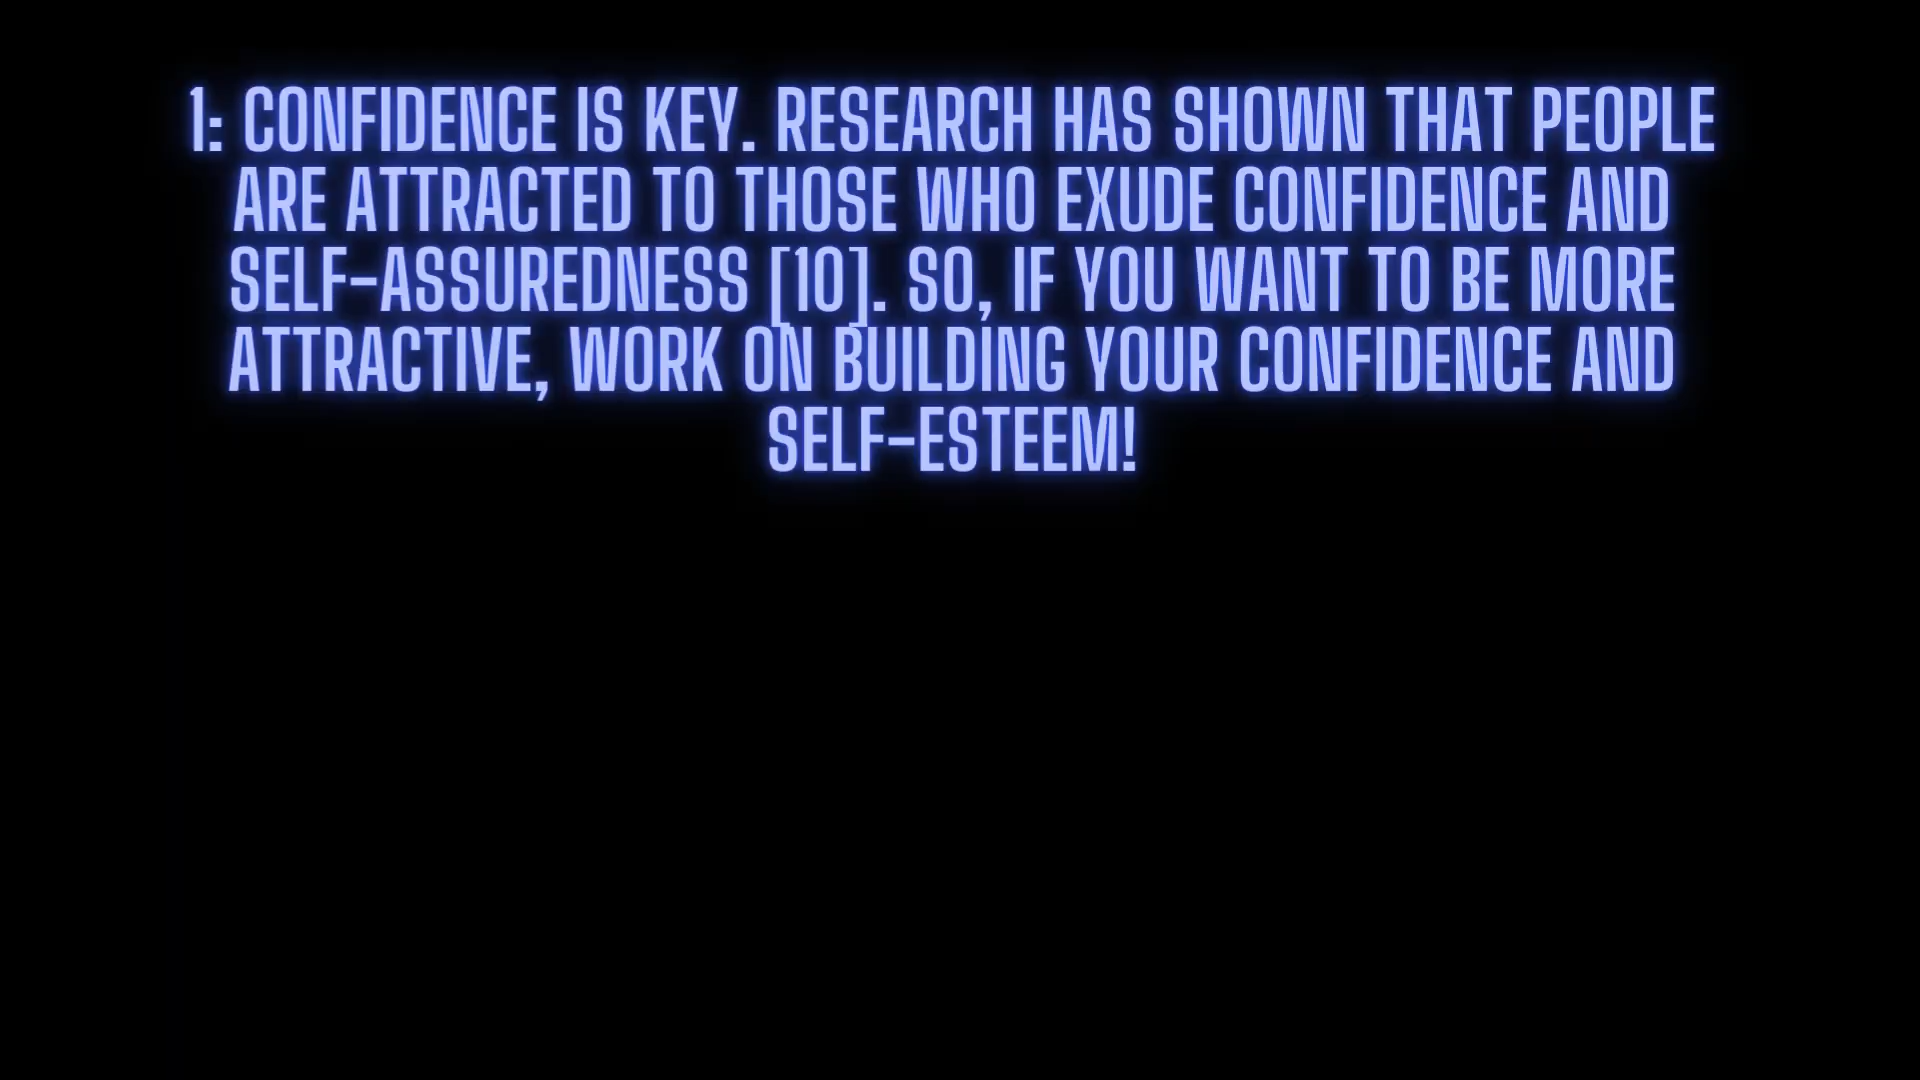 1: CONFIDENCE IS KEY. RESEARCH HAS SHOWN THAT PEOPLE
ARE ATTRACTED TO THOSE WHO EXUDE CONFIDENCE AND
SELF-ASSUREDNESS [10]. SO, IF YOU WANT TO BE MORE
ATTRACTIVE, WORK ON BUILDING YOUR CONFIDENCE AND
SELF-ESTEEM!